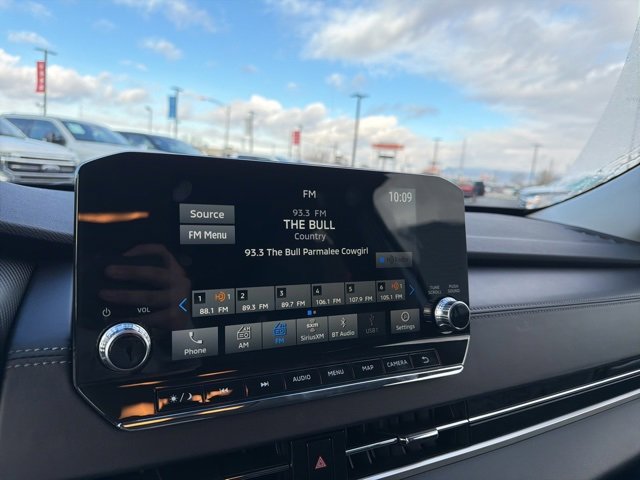 FM
10:09
Source
93.3 FM
THE BULL
FM Menu
Country
93.3 The Bull Parmalee Cowgirl
1 2 3 4 5 6
88.1 FM 89.3 FM 89.7 FM 106.1 FM 107.9 FM 105.1 FM
TUNE SCROLL
PUSH SOUND
VOL
Phone AM FM SiriusXM BT Audio USB1 Settings
AUDIO MENU MAP CAMERA